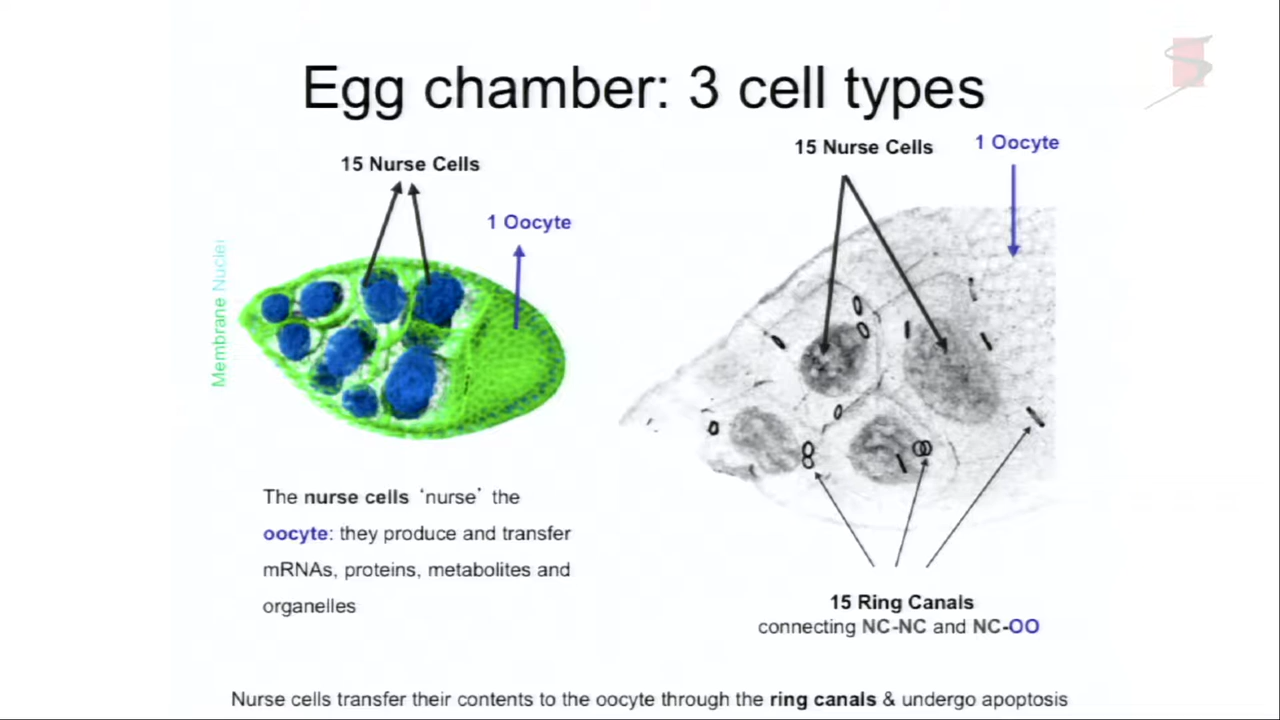 Egg chamber: 3 cell types
15 Nurse Cells
1 Oocyte
15 Nurse Cells
1 Oocyte
Membrane Nuclei
The nurse cells ‘nurse’ the
oocyte: they produce and transfer
mRNAs, proteins, metabolites and
organelles
15 Ring Canals
connecting NC-NC and NC-OO
Nurse cells transfer their contents to the oocyte through the ring canals & undergo apoptosis